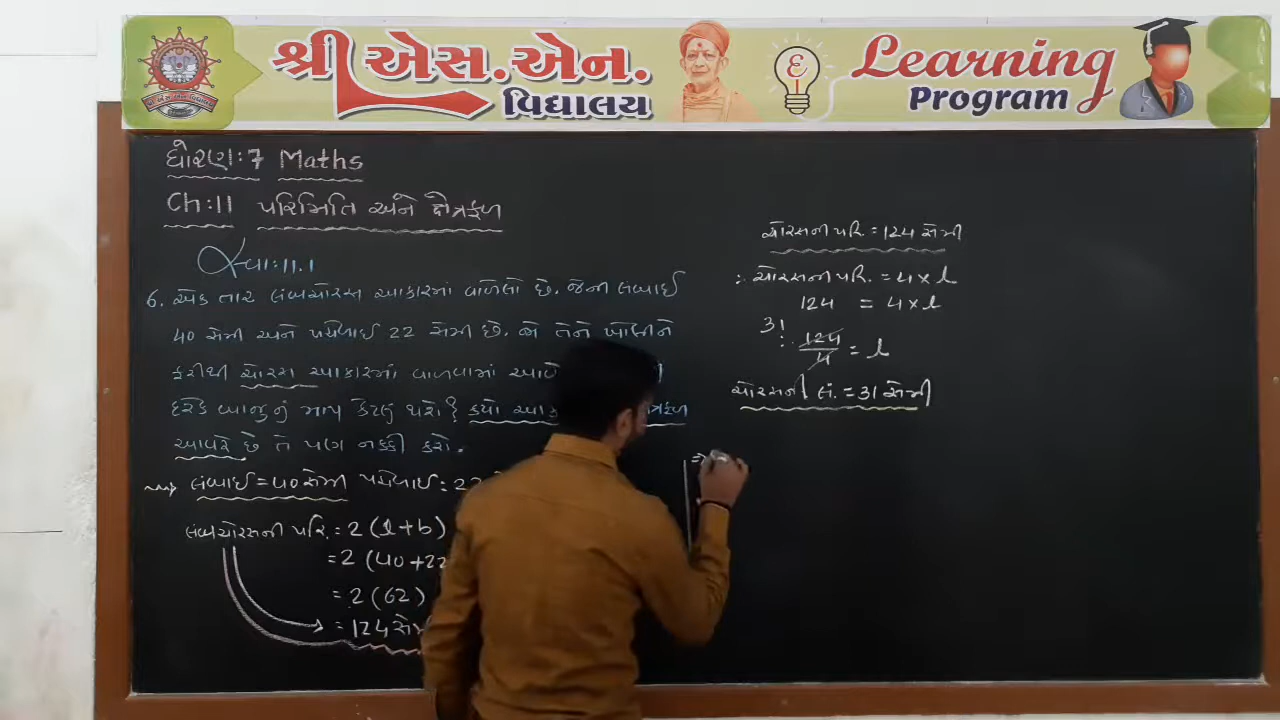 શ્રી એસ.એન. વિદ્યાલય
Learning Program
ધોરણ:7 Maths
Ch:11 પરિમિતિ અને ક્ષેત્રફળ
સ્વા:11.1
6. એક તાર લંબચોરસ આકારમાં વાળેલો છે. જેની લંબાઈ
40 સેમી અને પહોળાઈ 22 સેમી છે. જો તેને ખોલીને
ફરીથી ચોરસ આકારમાં વાળવામાં
દરેક બાજુનું માપ કેટલું થશે? કયો
આવરે છે તે પણ નક્કી કરો.
લંબાઈ = 40 સેમી પહોળાઈ : 22
લંબચોરસની પરિ. = 2 (l+b)
= 2 (40+22
= 2 (62)
= 124 સેમી
ચોરસની પરિ. = 124 સેમી
∴ ચોરસની પરિ. = 4 × l
124 = 4 × l
31
∴ 124/4 = l
ચોરસની લં. = 31 સેમી
⇒